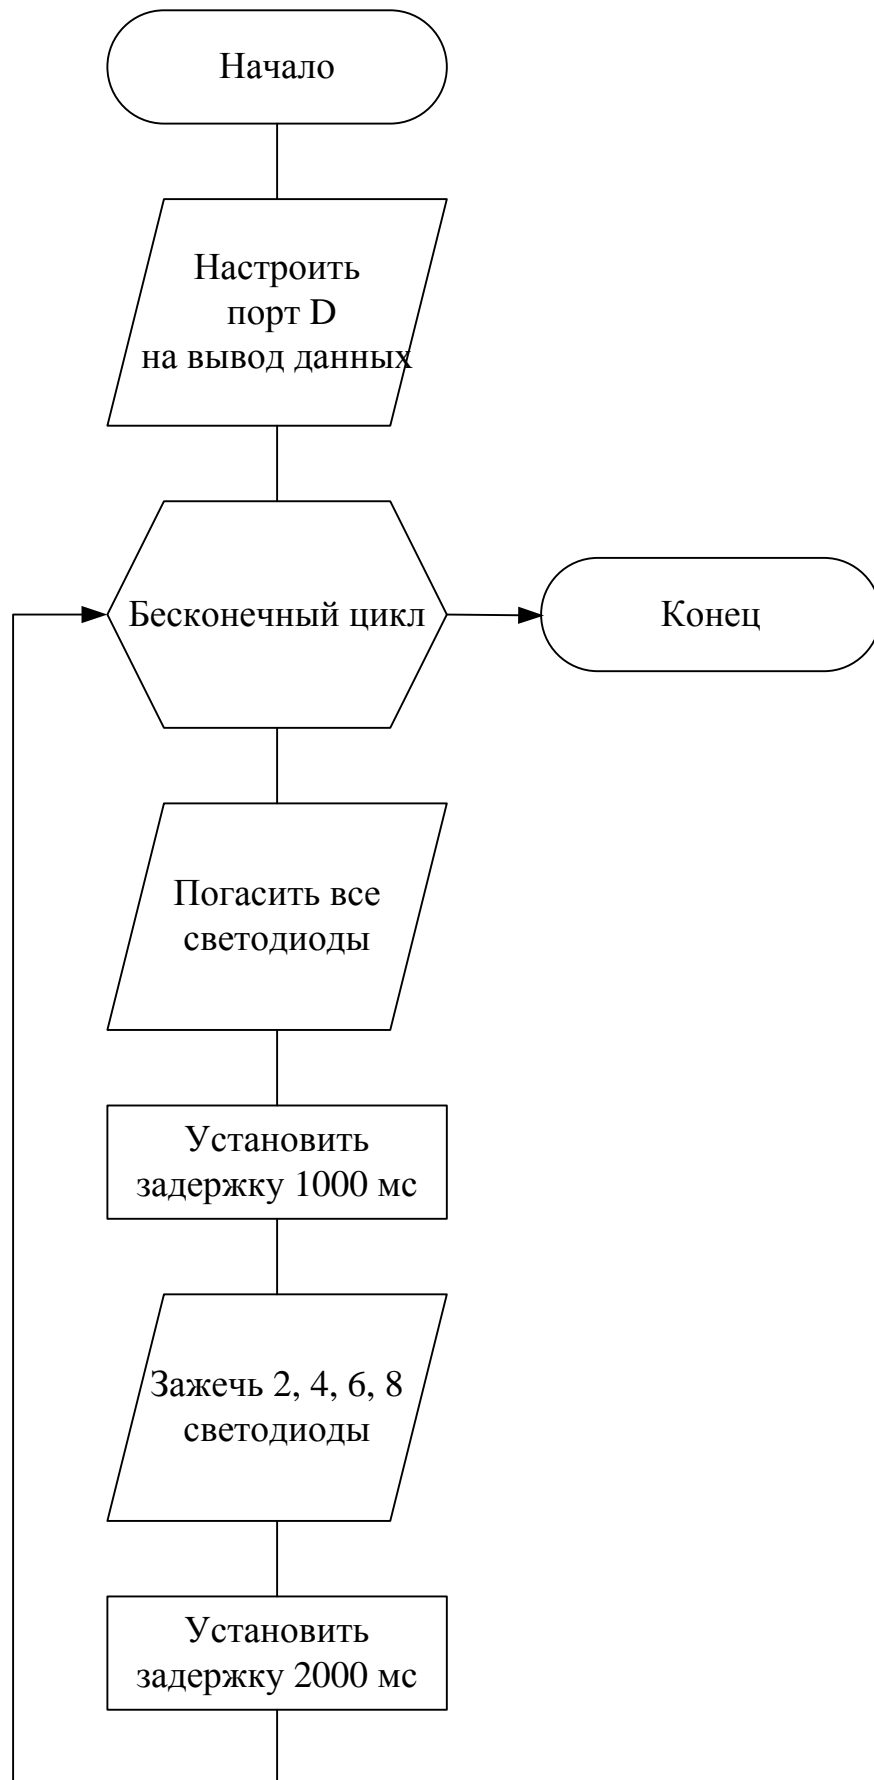 Начало
Настроить
порт D
на вывод данных
Бесконечный цикл
Конец
Погасить все
светодиоды
Установить
задержку 1000 мс
Зажечь 2, 4, 6, 8
светодиоды
Установить
задержку 2000 мс